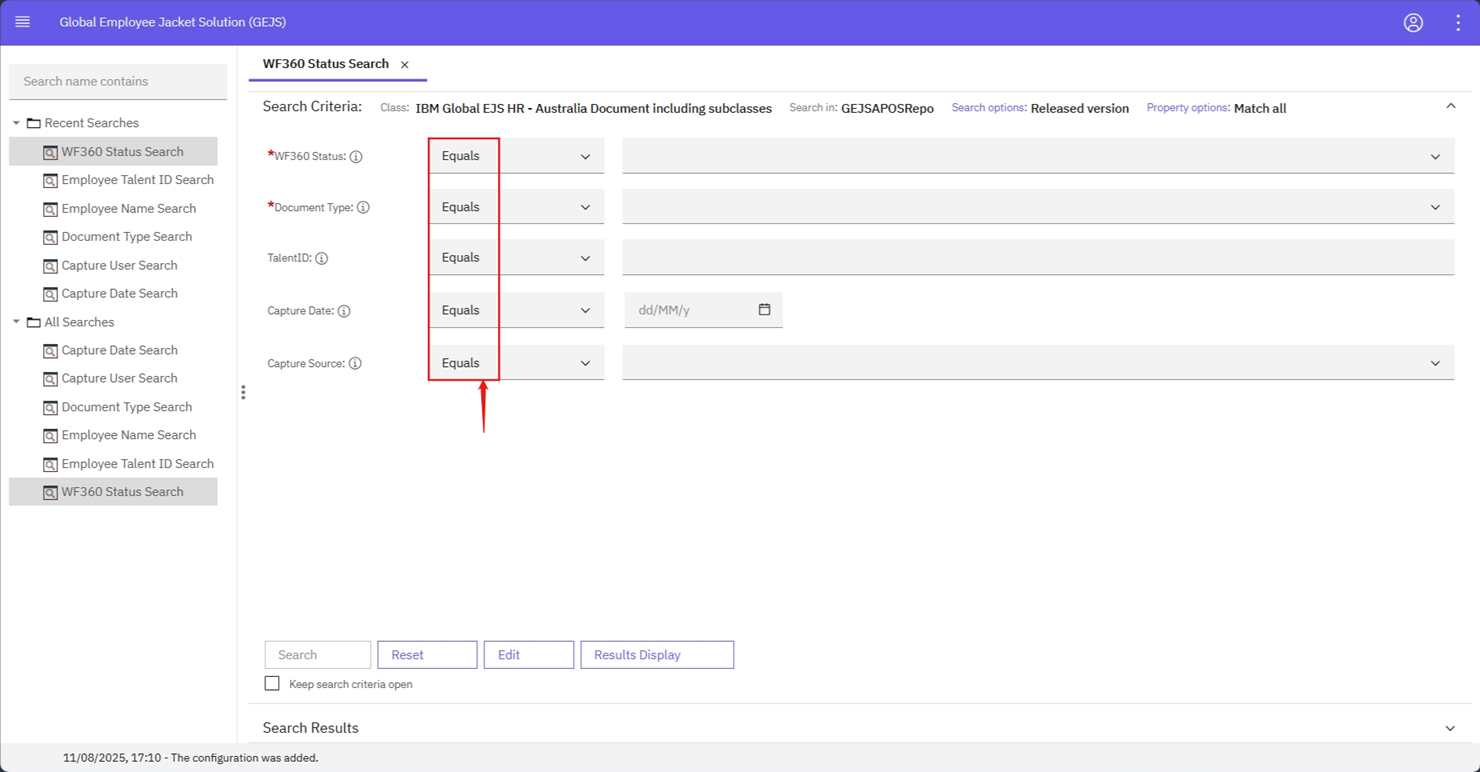 Global Employee Jacket Solution (GEJS)
Search name contains
Recent Searches
WF360 Status Search
Employee Talent ID Search
Employee Name Search
Document Type Search
Capture User Search
Capture Date Search
All Searches
Capture Date Search
Capture User Search
Document Type Search
Employee Name Search
Employee Talent ID Search
WF360 Status Search
WF360 Status Search
Search Criteria: Class: IBM Global EJS HR - Australia Document including subclasses Search in: GEJSAPOSRepo Search options: Released version Property options: Match all
*WF360 Status: Equals
*Document Type: Equals
TalentID: Equals
Capture Date: Equals dd/MM/y
Capture Source: Equals
Search Reset Edit Results Display
Keep search criteria open
Search Results
11/08/2025, 17:10 - The configuration was added.